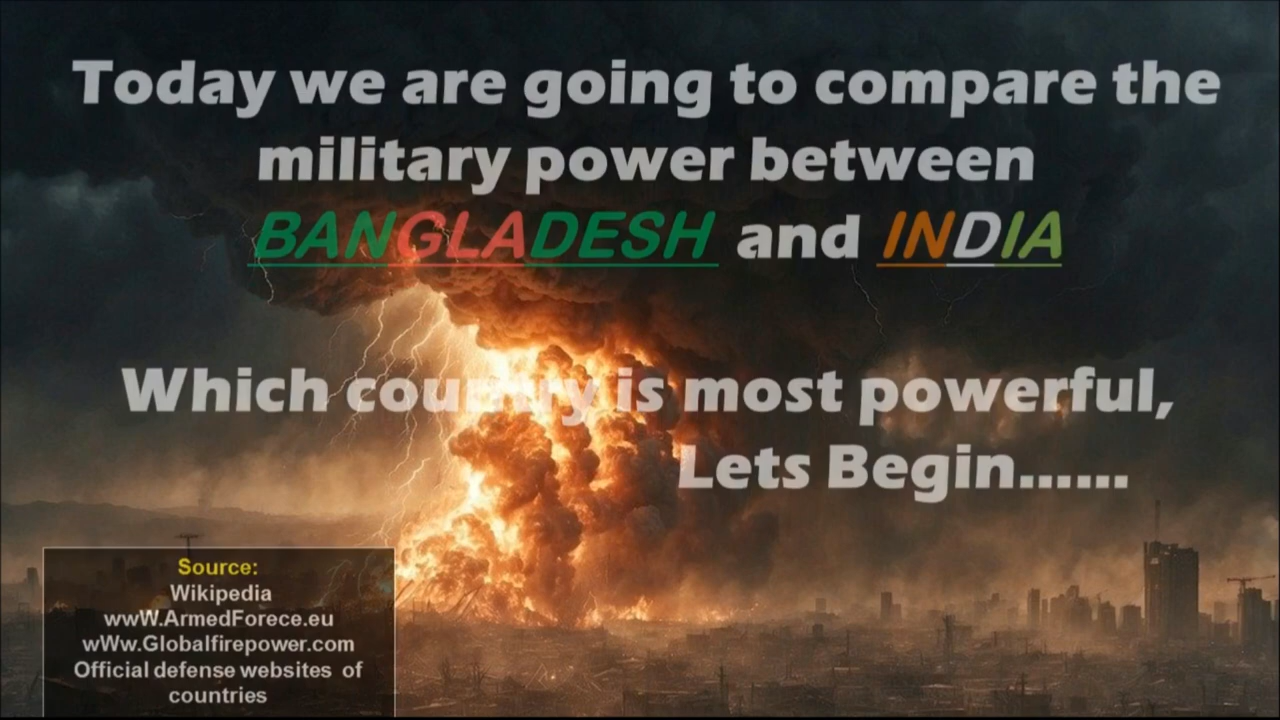 Today we are going to compare the
military power between
BANGLADESH and INDIA
Which country is most powerful,
Lets Begin......
Source:
Wikipedia
wwW.ArmedForece.eu
wWw.Globalfirepower.com
Official defense websites of
countries